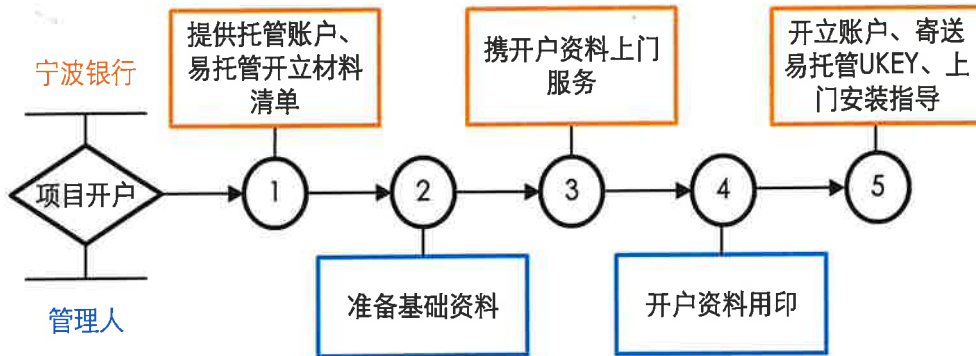 提供托管账户、
易托管开立材料
清单
携开户资料上门
服务
开立账户、寄送
易托管UKEY、上
门安装指导
宁波银行
项目开户
1
2
3
4
5
管理人
准备基础资料
开户资料用印